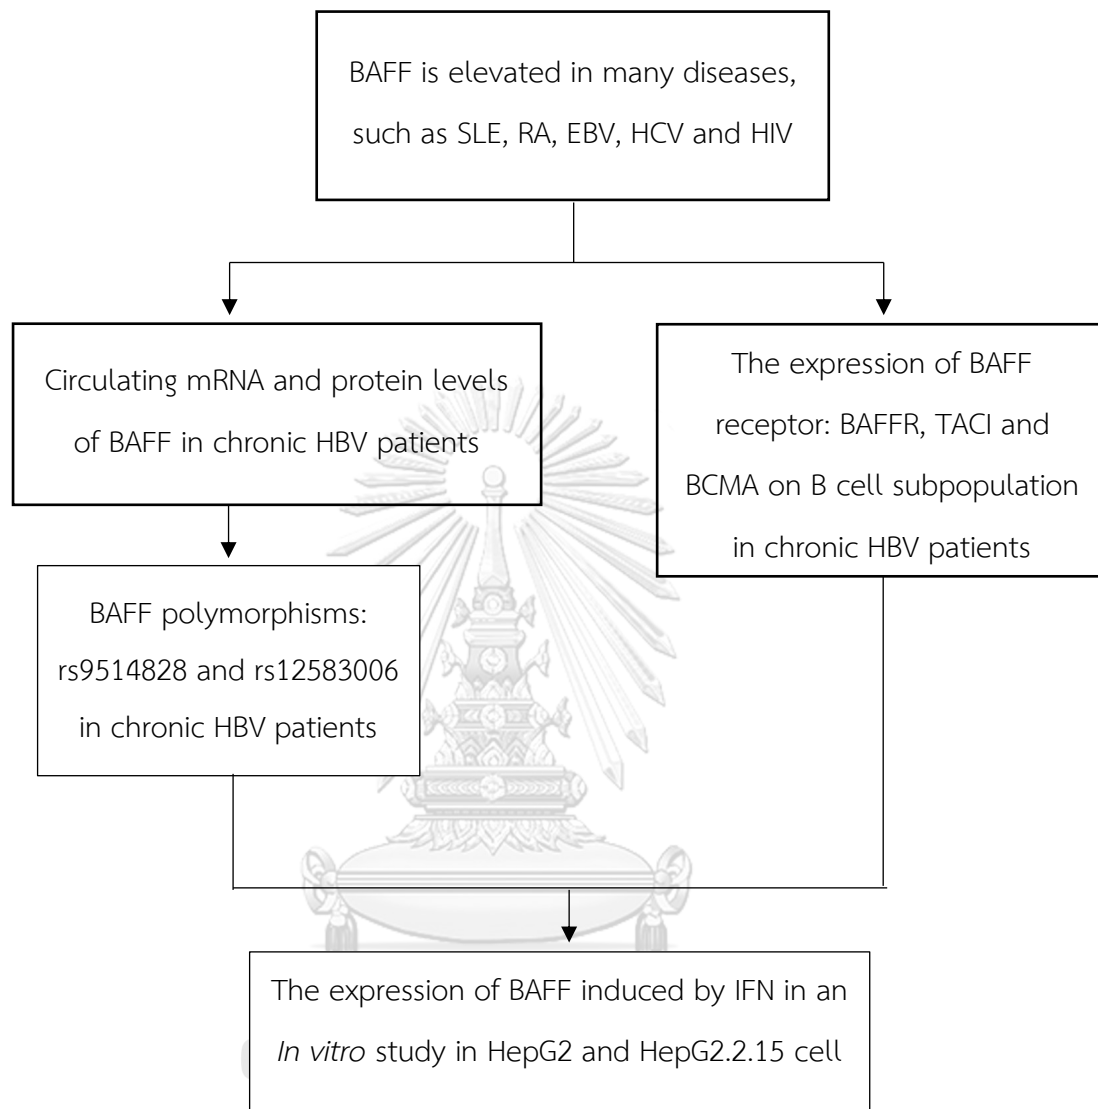 BAFF is elevated in many diseases,
such as SLE, RA, EBV, HCV and HIV
Circulating mRNA and protein levels
of BAFF in chronic HBV patients
The expression of BAFF
receptor: BAFFR, TACI and
BCMA on B cell subpopulation
in chronic HBV patients
BAFF polymorphisms:
rs9514828 and rs12583006
in chronic HBV patients
The expression of BAFF induced by IFN in an
In vitro study in HepG2 and HepG2.2.15 cell